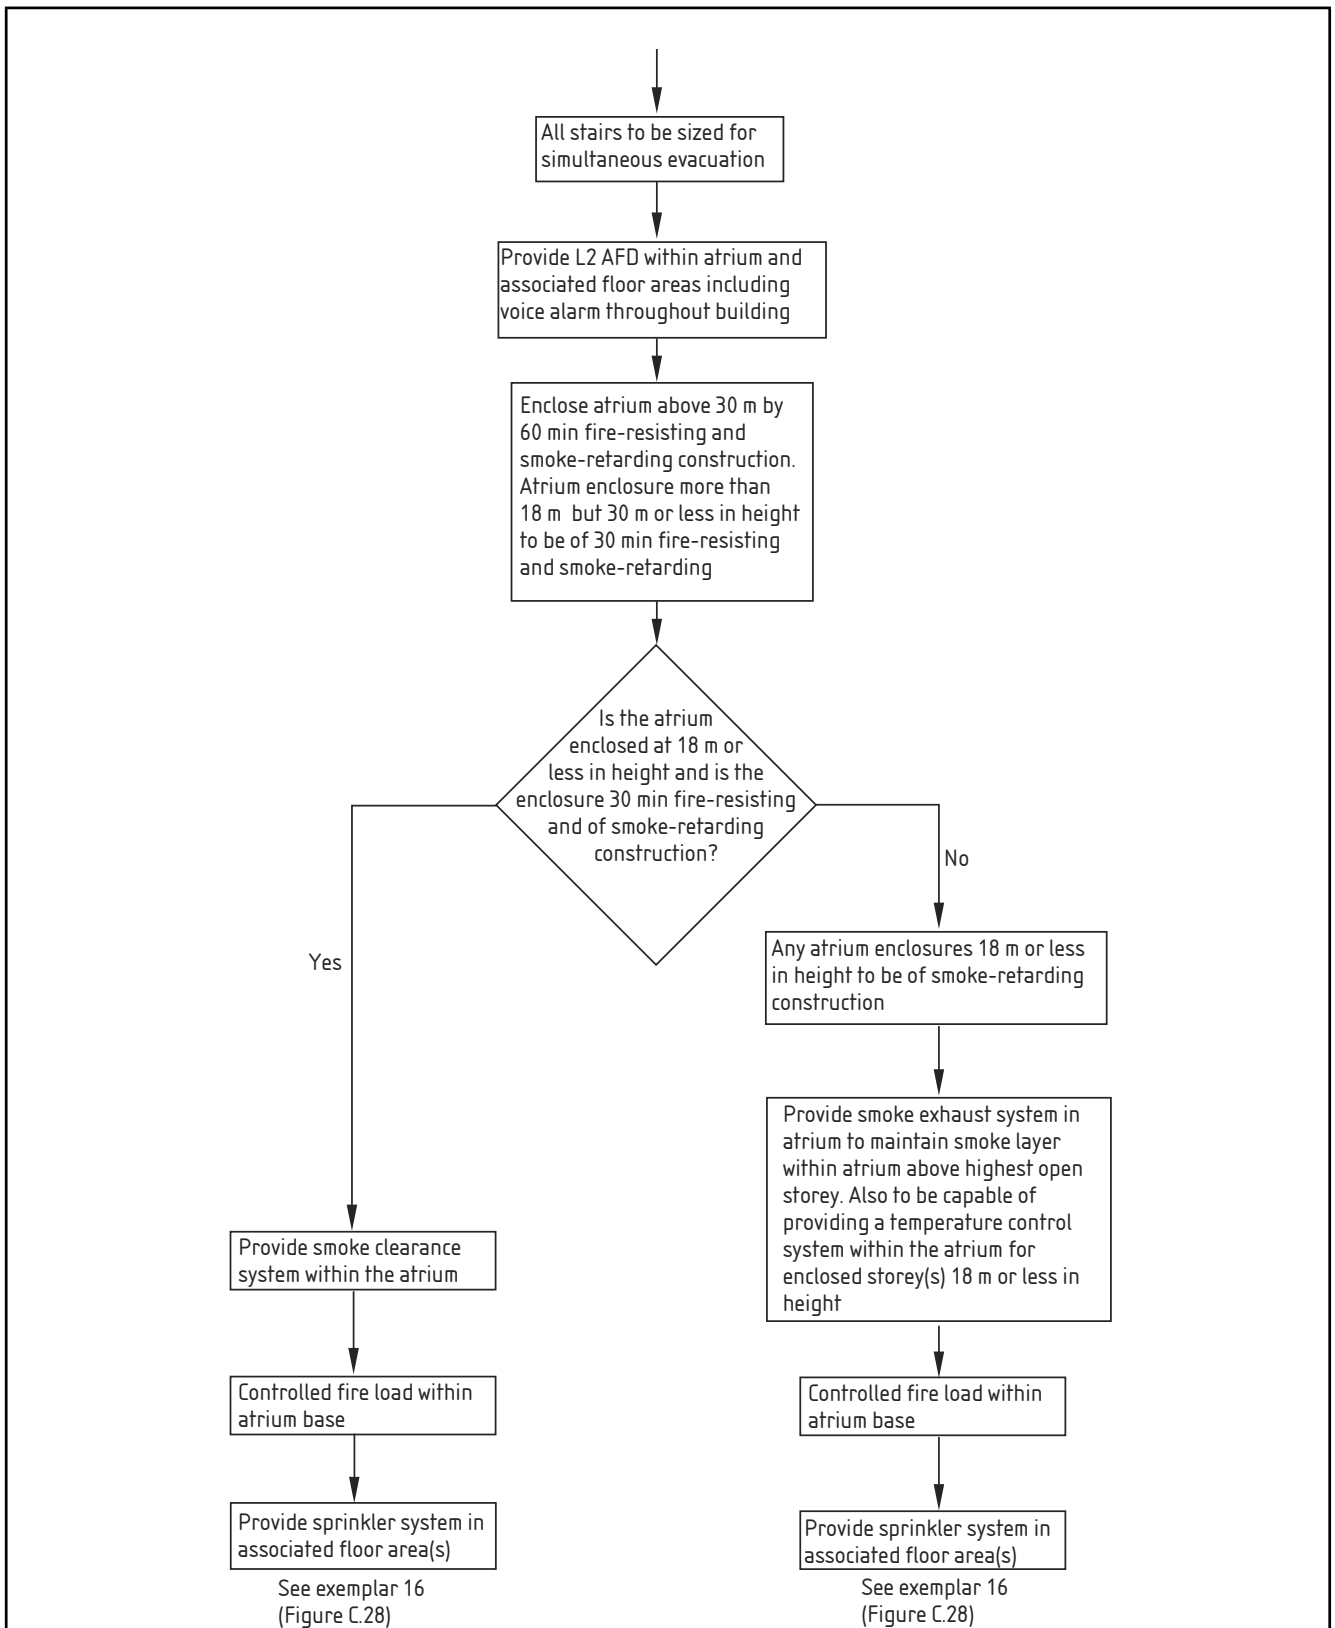 All stairs to be sized for
simultaneous evacuation
Provide L2 AFD within atrium and
associated floor areas including
voice alarm throughout building
Enclose atrium above 30 m by
60 min fire-resisting and
smoke-retarding construction.
Atrium enclosure more than
18 m but 30 m or less in height
to be of 30 min fire-resisting
and smoke-retarding
Is the atrium
enclosed at 18 m or
less in height and is the
enclosure 30 min fire-resisting
and of smoke-retarding
construction?
Yes
Provide smoke clearance
system within the atrium
Controlled fire load within
atrium base
Provide sprinkler system in
associated floor area(s)
See exemplar 16
(Figure C.28)
No
Any atrium enclosures 18 m or less
in height to be of smoke-retarding
construction
Provide smoke exhaust system in
atrium to maintain smoke layer
within atrium above highest open
storey. Also to be capable of
providing a temperature control
system within the atrium for
enclosed storey(s) 18 m or less in
height
Controlled fire load within
atrium base
Provide sprinkler system in
associated floor area(s)
See exemplar 16
(Figure C.28)